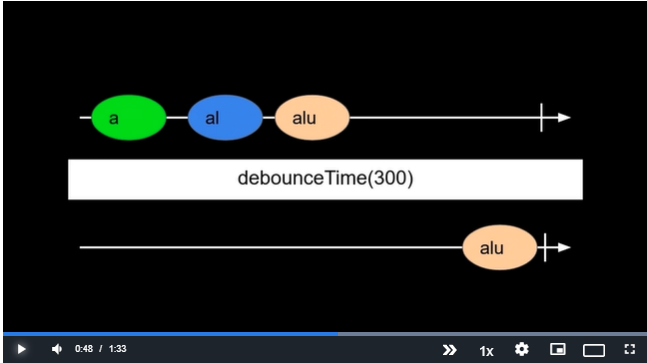 a al alu
debounceTime(300)
alu
0:48 / 1:33 1x